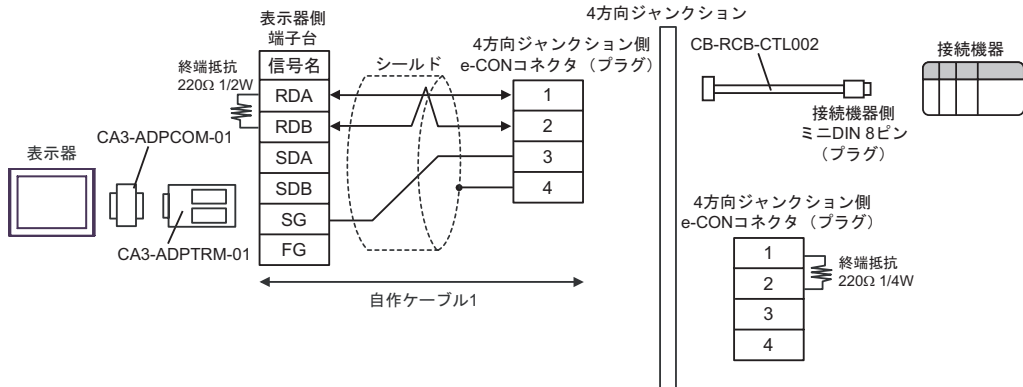 4方向ジャンクション
表示器側
端子台
4方向ジャンクション側
e-CONコネクタ（プラグ）
CB-RCB-CTL002
接続機器
終端抵抗
220Ω 1/2W
信号名
シールド
RDA
1
RDB
2
SDA
3
SDB
4
SG
FG
接続機器側
ミニDIN 8ピン
（プラグ）
表示器
CA3-ADPCOM-01
CA3-ADPTRM-01
自作ケーブル1
4方向ジャンクション側
e-CONコネクタ（プラグ）
1
2
3
4
終端抵抗
220Ω 1/4W